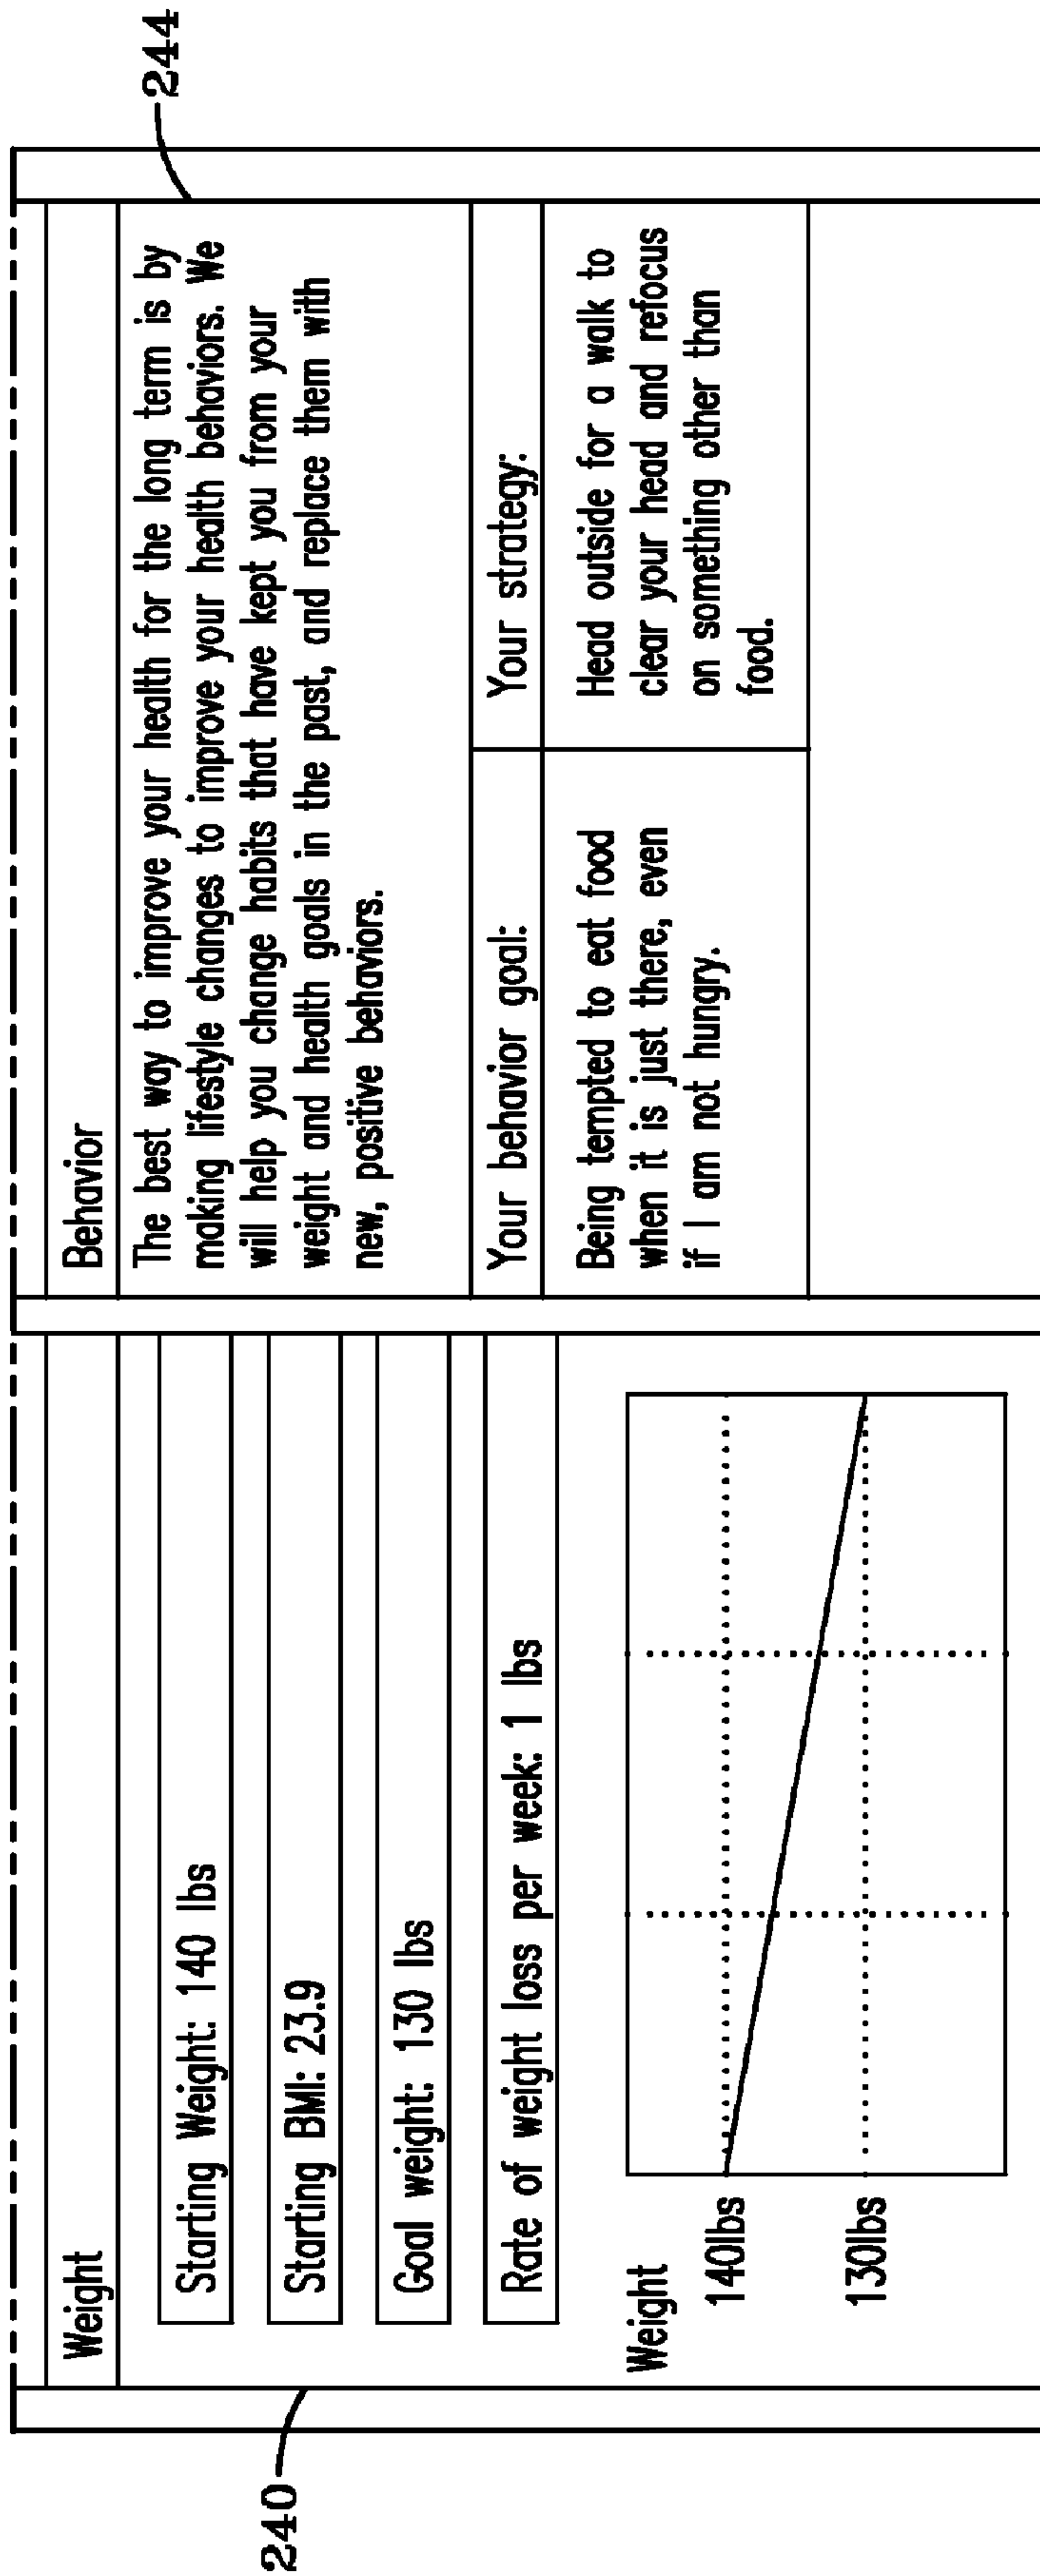 240
Weight
Starting Weight: 140 lbs
Starting BMI: 23.9
Goal weight: 130 lbs
Rate of weight loss per week: 1 lbs
Weight
140lbs
130lbs
244
Behavior
The best way to improve your health for the long term is by
making lifestyle changes to improve your health behaviors. We
will help you change habits that have kept you from your
weight and health goals in the past, and replace them with
new, positive behaviors.
Your behavior goal:
Being tempted to eat food
when it is just there, even
if I am not hungry.
Your strategy:
Head outside for a walk to
clear your head and refocus
on something other than
food.